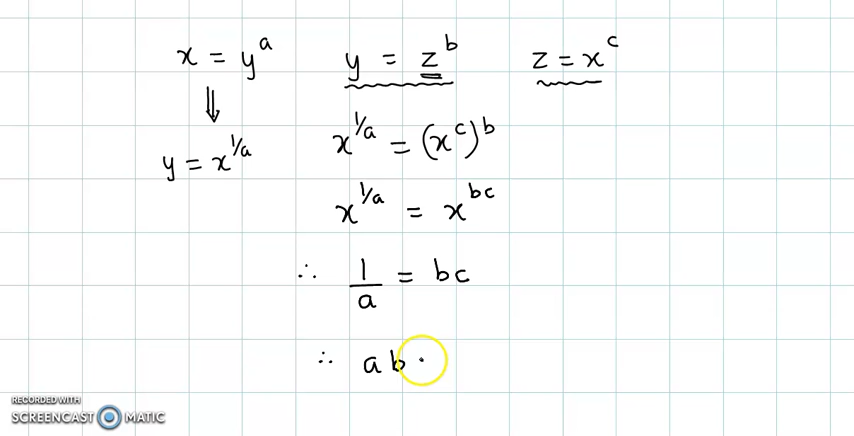 x = y^a    y = z^b    z = x^c
⇓
y = x^{1/a}    x^{1/a} = (x^c)^b
x^{1/a} = x^{bc}
∴ 1/a = bc
∴ ab
RECORDED WITH
SCREENCAST MATIC